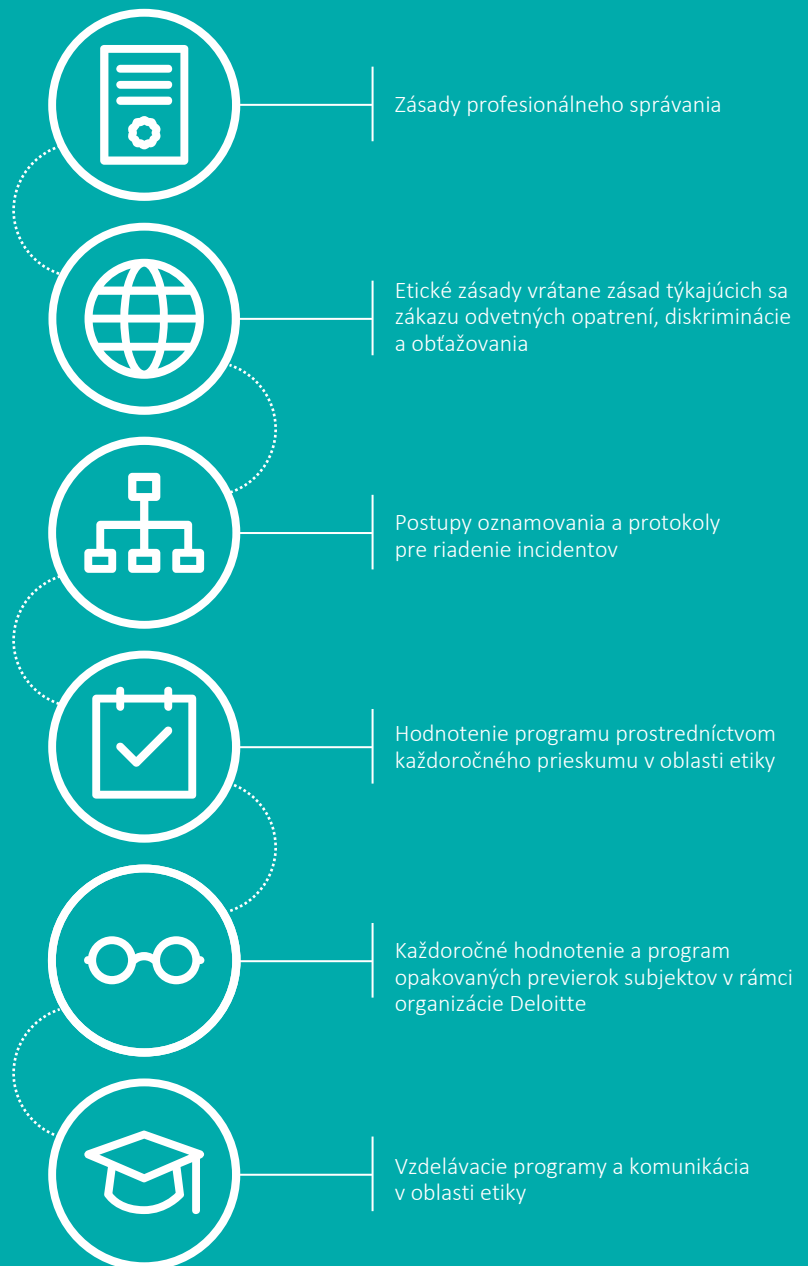 Zásady profesionálneho správania
Etické zásady vrátane zásad týkajúcich sa
zákazu odvetných opatrení, diskriminácie
a obťažovania
Postupy oznamovania a protokoly
pre riadenie incidentov
Hodnotenie programu prostredníctvom
každoročného prieskumu v oblasti etiky
Každoročné hodnotenie a program
opakovaných previerok subjektov v rámci
organizácie Deloitte
Vzdelávacie programy a komunikácia
v oblasti etiky